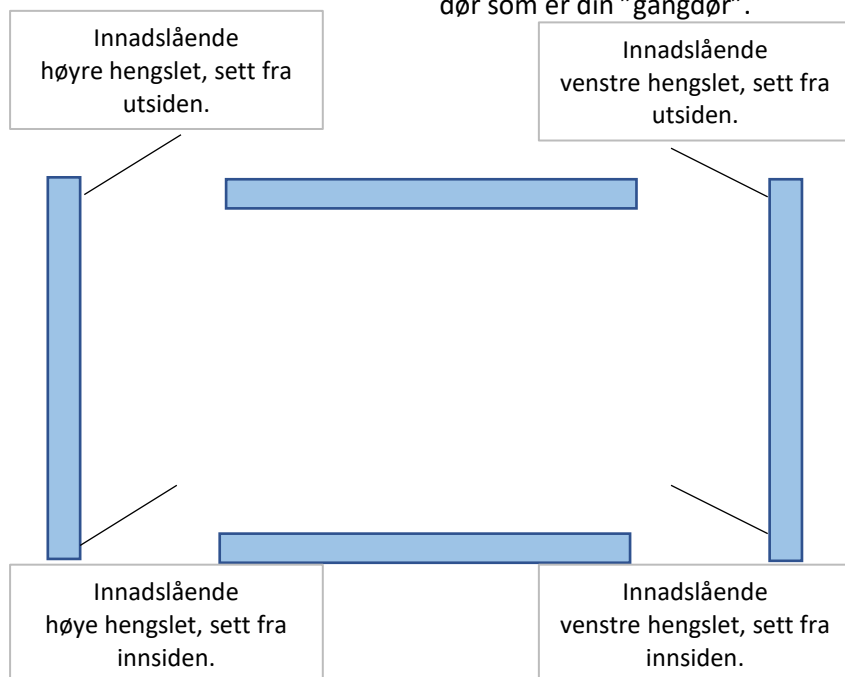 dør som er din "gangdør".
Innadslående
høyre hengslet, sett fra
utsiden.
Innadslående
venstre hengslet, sett fra
utsiden.
Innadslående
høye hengslet, sett fra
innsiden.
Innadslående
venstre hengslet, sett fra
innsiden.